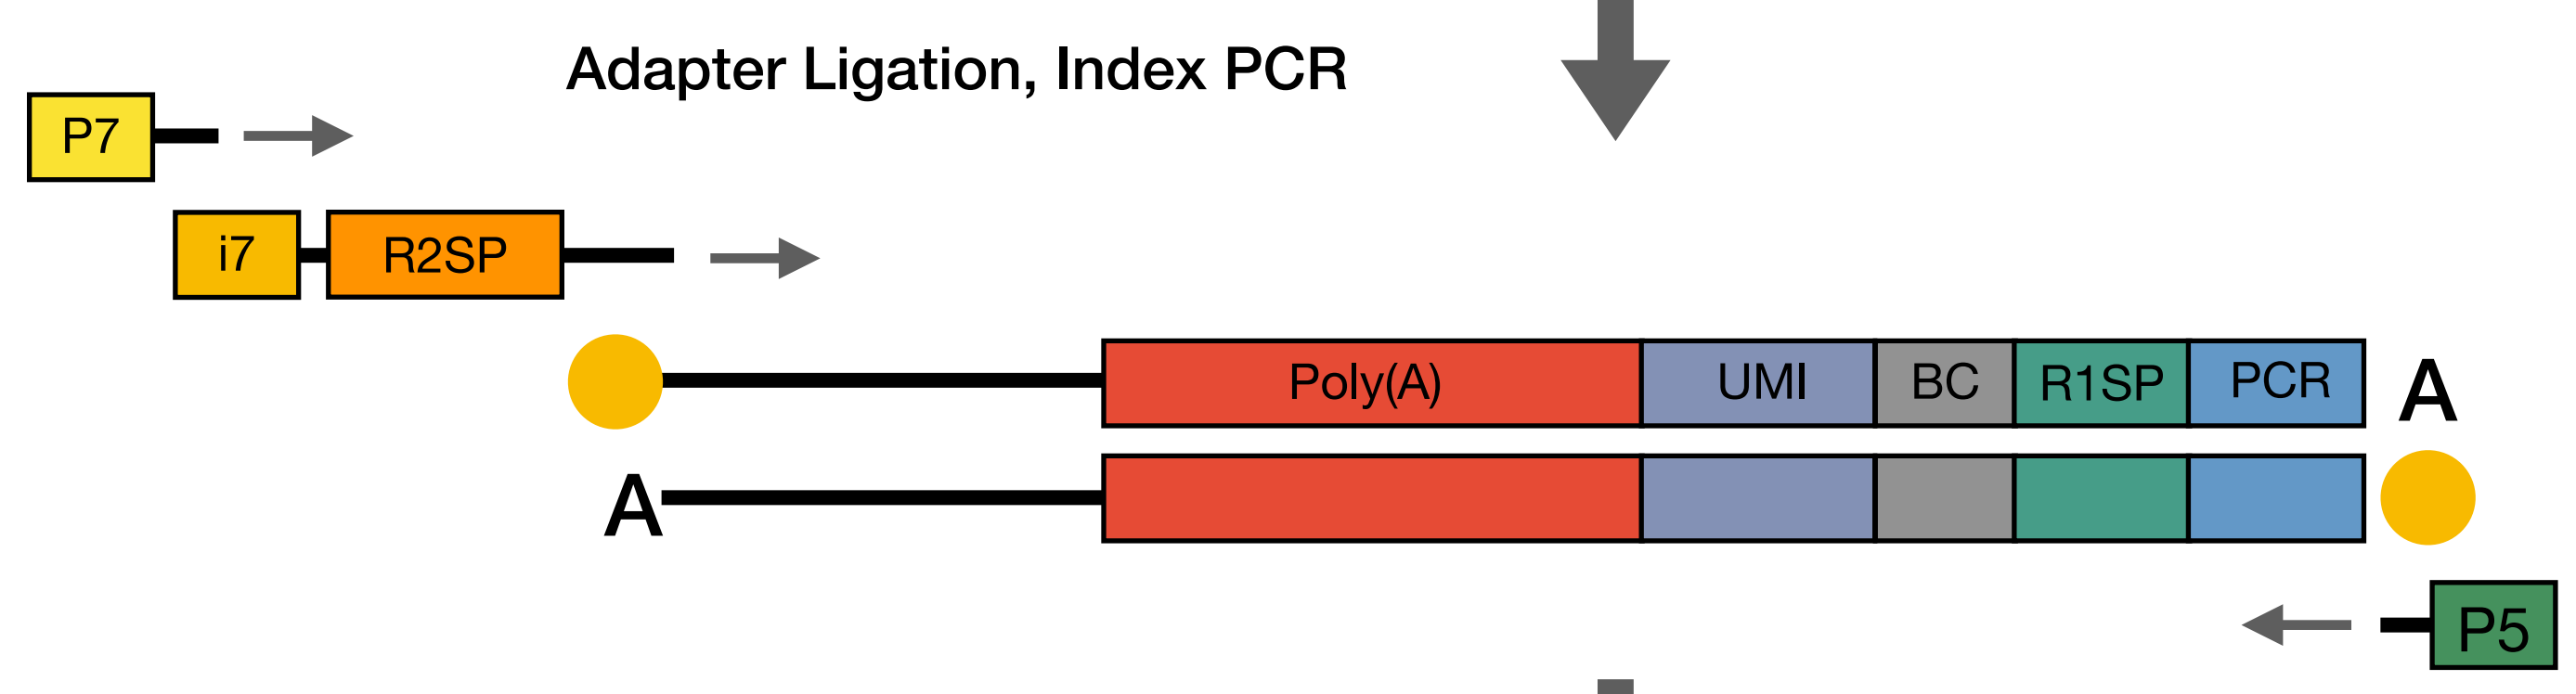 Adapter Ligation, Index PCR
P7
i7 R2SP
Poly(A) UMI BC R1SP PCR A
A
P5